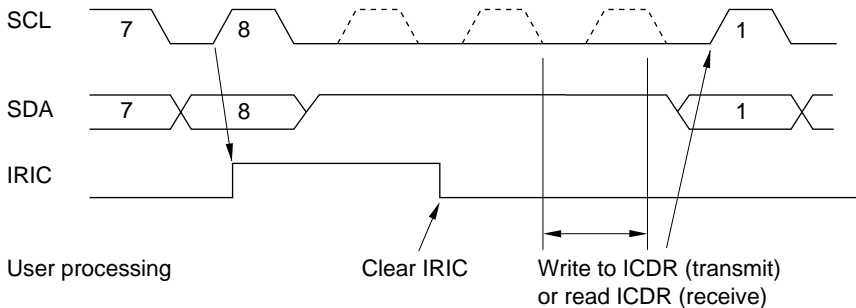 SCL
7 8 1
SDA
7 8 1
IRIC
User processing Clear IRIC Write to ICDR (transmit)
or read ICDR (receive)